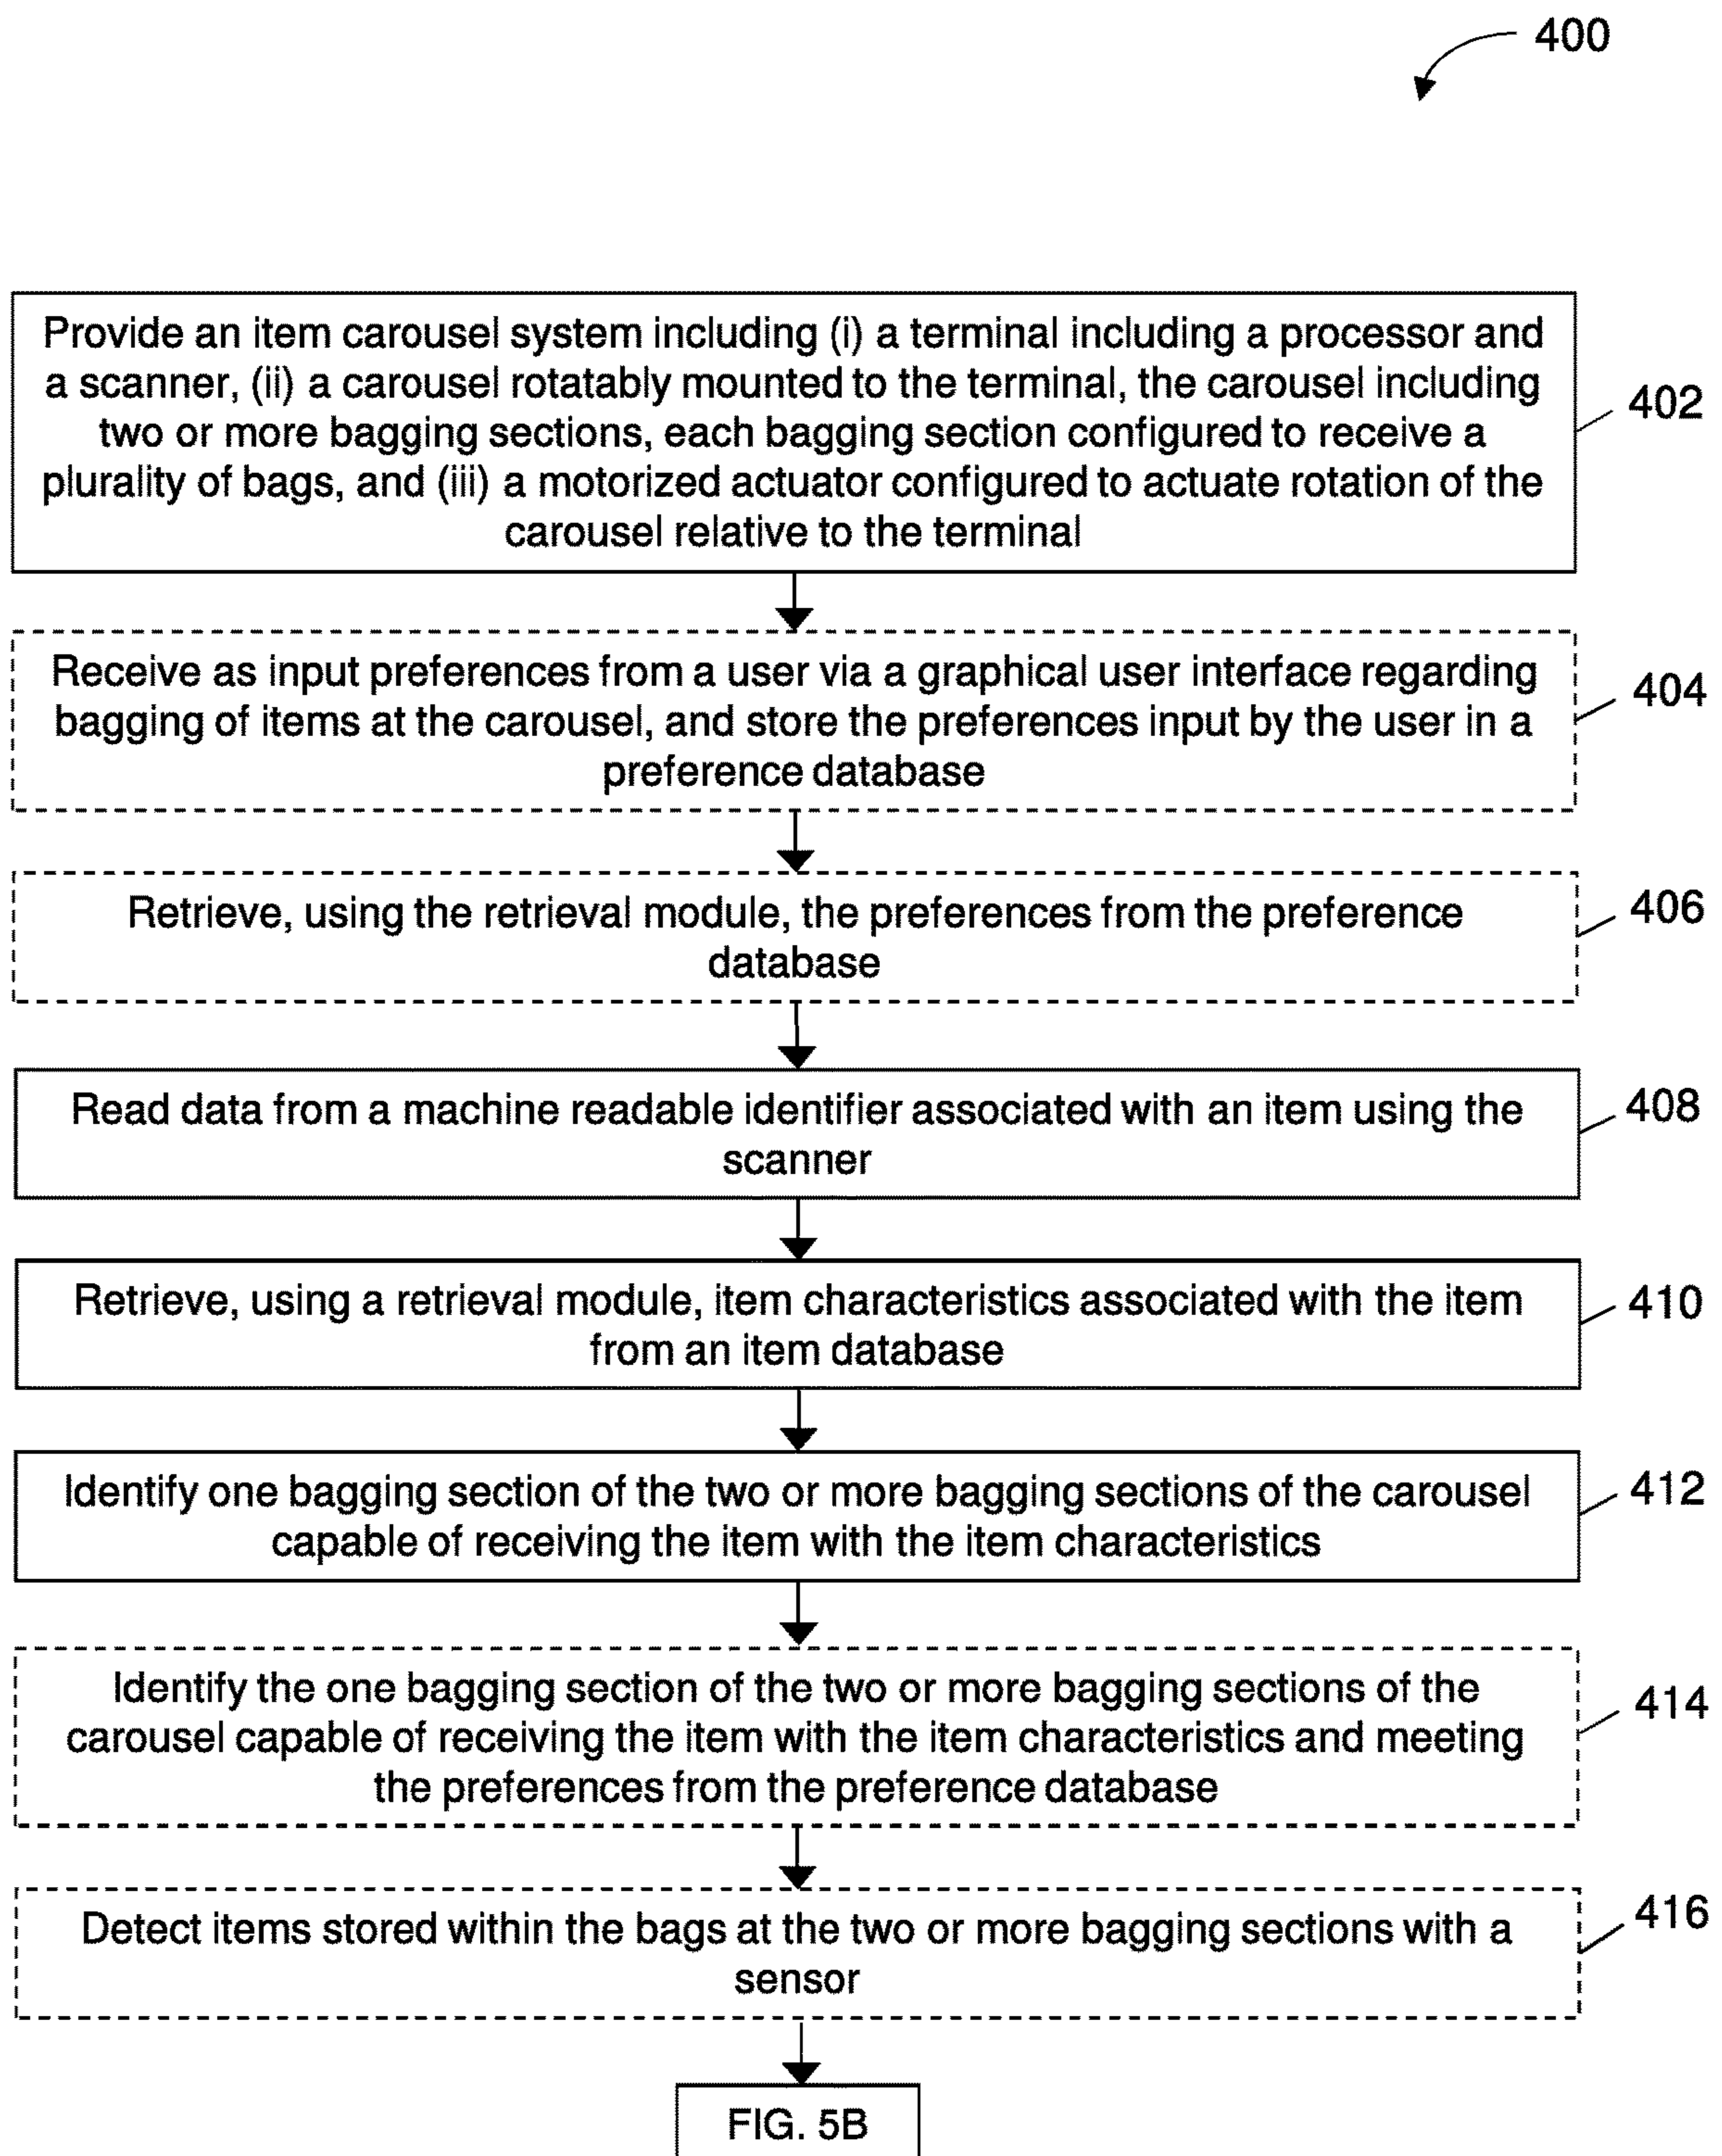 400
Provide an item carousel system including (i) a terminal including a processor and
a scanner, (ii) a carousel rotatably mounted to the terminal, the carousel including
two or more bagging sections, each bagging section configured to receive a
plurality of bags, and (iii) a motorized actuator configured to actuate rotation of the
carousel relative to the terminal
402
Receive as input preferences from a user via a graphical user interface regarding
bagging of items at the carousel, and store the preferences input by the user in a
preference database
404
Retrieve, using the retrieval module, the preferences from the preference
database
406
Read data from a machine readable identifier associated with an item using the
scanner
408
Retrieve, using a retrieval module, item characteristics associated with the item
from an item database
410
Identify one bagging section of the two or more bagging sections of the carousel
capable of receiving the item with the item characteristics
412
Identify the one bagging section of the two or more bagging sections of the
carousel capable of receiving the item with the item characteristics and meeting
the preferences from the preference database
414
Detect items stored within the bags at the two or more bagging sections with a
sensor
416
FIG. 5B